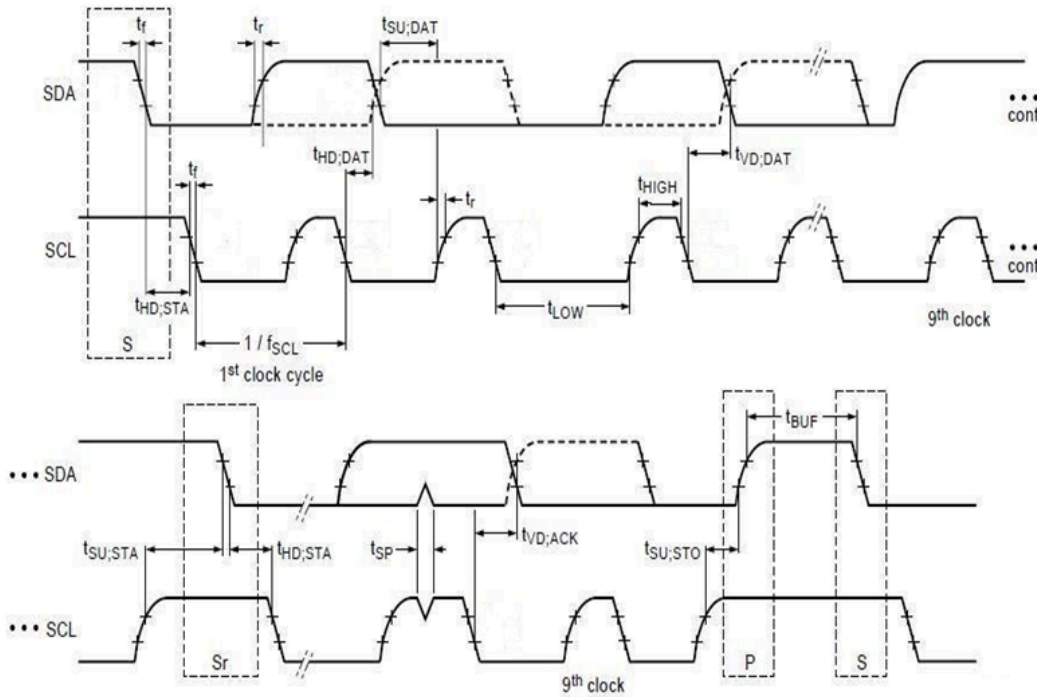 tf
tr
tSU;DAT
SDA
••• cont
tHD;DAT
tVD;DAT
tf
tr
tHIGH
SCL
••• cont
tHD;STA
tLOW
9th clock
S
1 / fSCL
1st clock cycle
tBUF
••• SDA
tSU;STA
tHD;STA
tSP
tVD;ACK
tSU;STO
••• SCL
Sr
P
S
9th clock